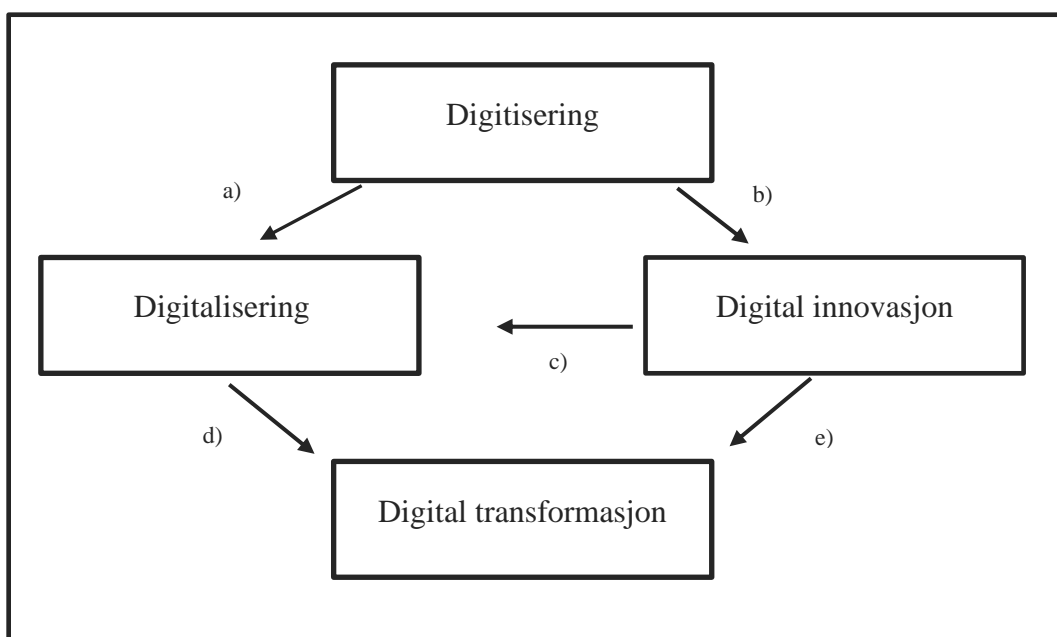 Digitisering
a)
b)
Digitalisering
Digital innovasjon
c)
d)
e)
Digital transformasjon